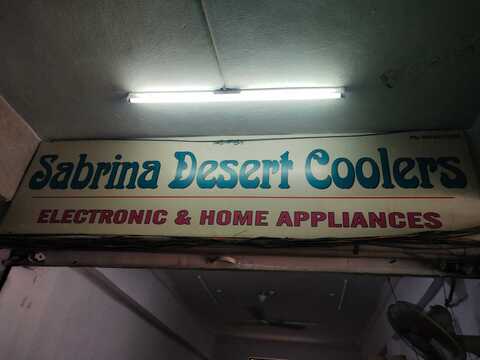 Sabrina Desert Coolers
ELECTRONIC & HOME APPLIANCES